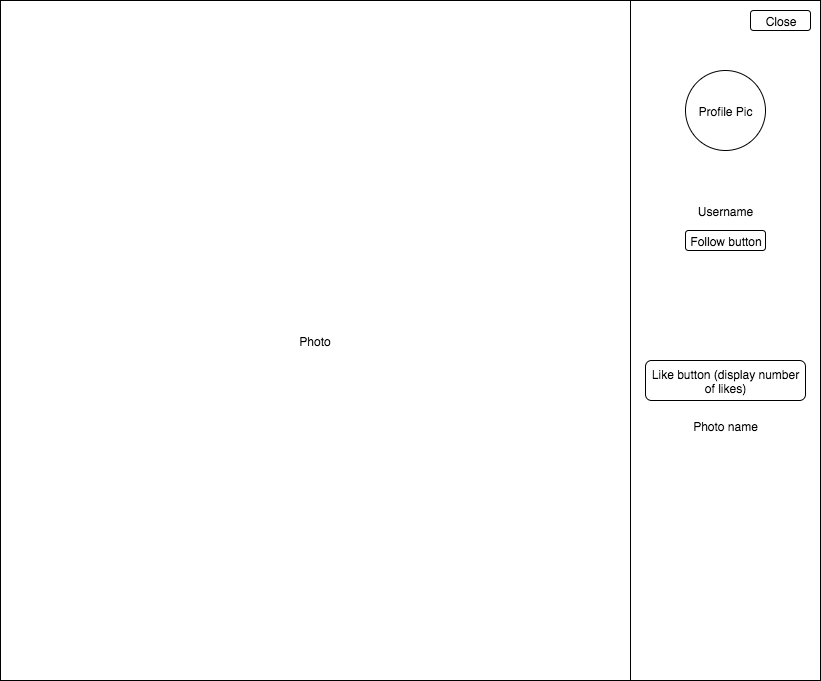 Close
Profile Pic
Username
Follow button
Photo
Like button (display number
of likes)
Photo name